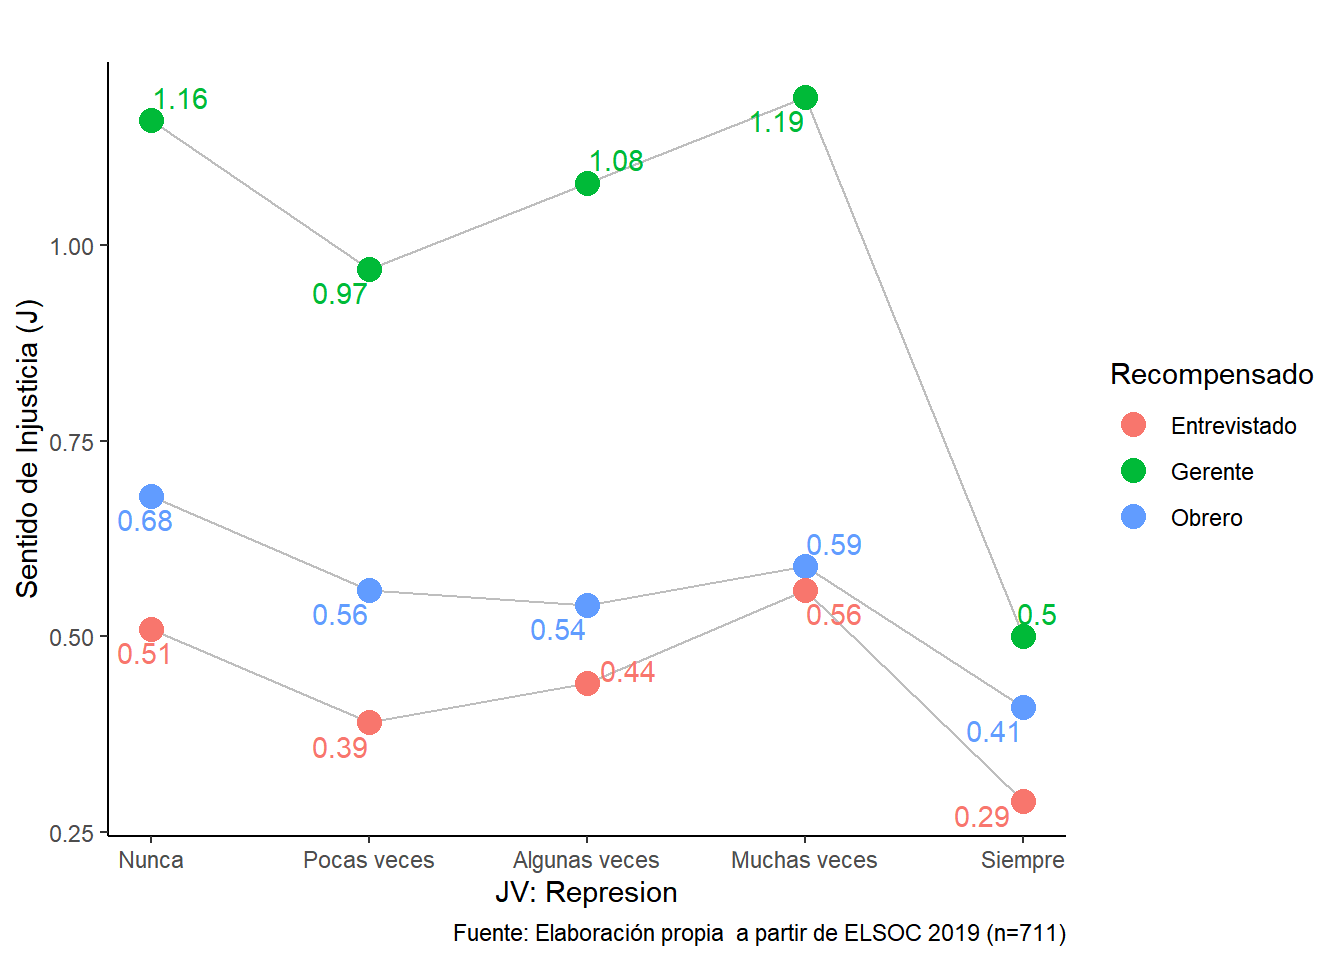 1.16
1.19
1.08
1.00
0.97
Sentido de Injusticia (J)
Recompensado
Entrevistado
Gerente
Obrero
0.75
0.68
0.59
0.56
0.54
0.56
0.5
0.50
0.51
0.44
0.39
0.41
0.29
0.25
Nunca Pocas veces Algunas veces Muchas veces Siempre
JV: Represion
Fuente: Elaboración propia  a partir de ELSOC 2019 (n=711)